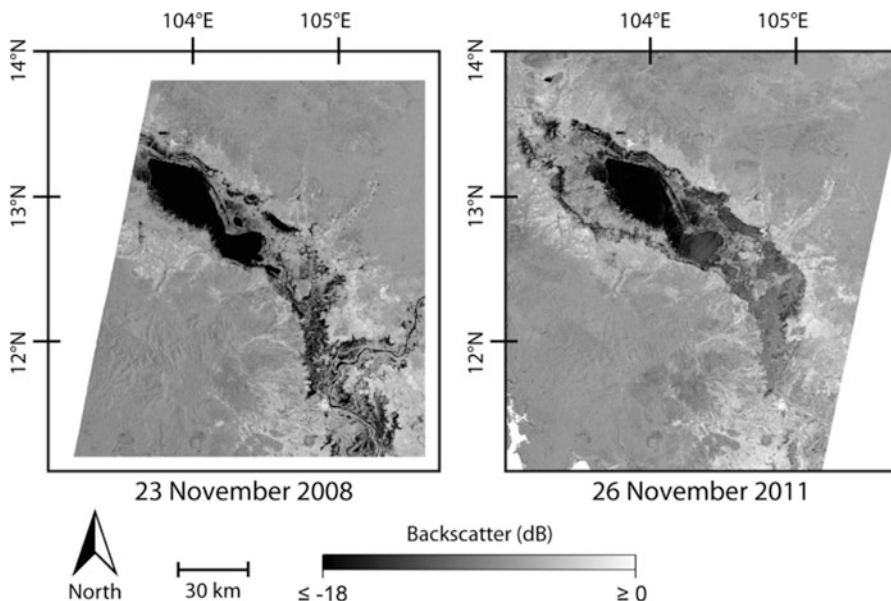 104°E 105°E
104°E 105°E
14°N
13°N
12°N
14°N
13°N
12°N
23 November 2008
26 November 2011
North
30 km
Backscatter (dB)
≤ -18
≥ 0